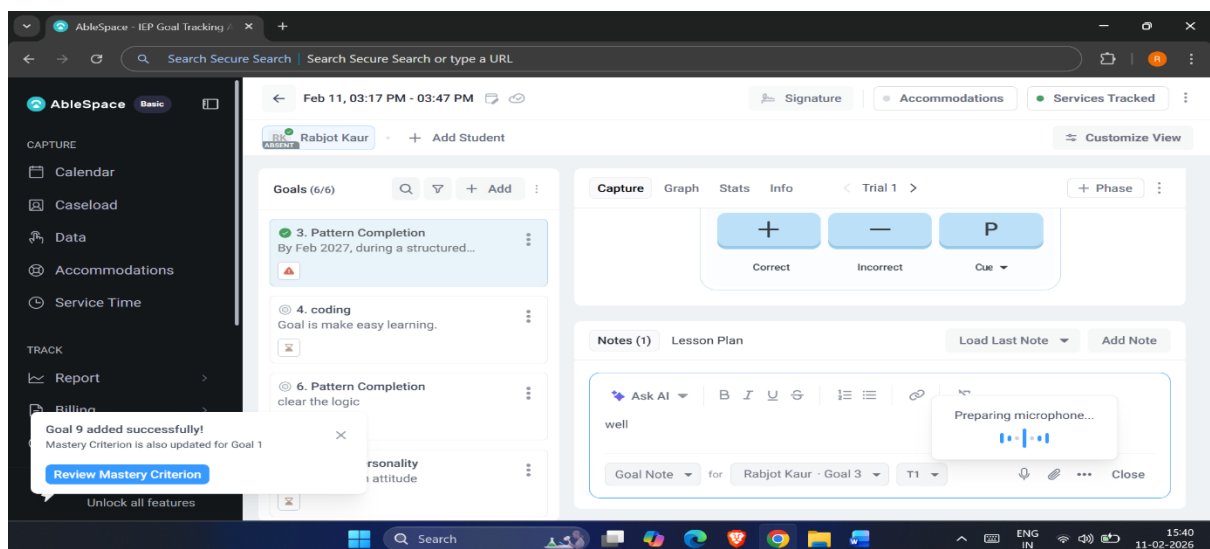 AbleSpace - IEP Goal Tracking A
Search Secure Search | Search Secure Search or type a URL
R
AbleSpace Basic
CAPTURE
Calendar
Caseload
Data
Accommodations
Service Time
TRACK
Report
Billing
Unlock all features
Goal 9 added successfully!
Mastery Criterion is also updated for Goal 1
Review Mastery Criterion
Feb 11, 03:17 PM - 03:47 PM
Signature
Accommodations
Services Tracked
RK
ABSENT
Rabjot Kaur
+ Add Student
Customize View
Goals (6/6)
+ Add
3. Pattern Completion
By Feb 2027, during a structured...
4. coding
Goal is make easy learning.
6. Pattern Completion
clear the logic
rsonality
attitude
Capture Graph Stats Info
< Trial 1 >
+ Phase
+ — P
Correct Incorrect Cue
Notes (1) Lesson Plan
Load Last Note
Add Note
Ask AI B I U S
well
Preparing microphone...
Goal Note for Rabjot Kaur - Goal 3 T1
Close
Search
ENG
IN
15:40
11-02-2026